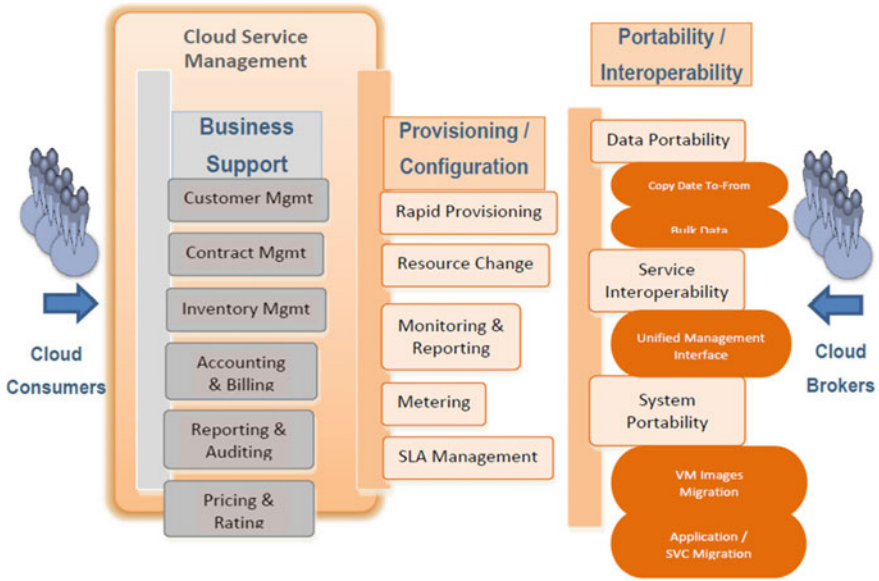 Cloud Service
Management
Business
Support
Customer Mgmt
Contract Mgmt
Inventory Mgmt
Accounting
& Billing
Reporting &
Auditing
Pricing &
Rating
Provisioning /
Configuration
Rapid Provisioning
Resource Change
Monitoring &
Reporting
Metering
SLA Management
Portability /
Interoperability
Data Portability
Copy Date To-From
Bulk Data
Service
Interoperability
Unified Management
Interface
System
Portability
VM Images
Migration
Application /
SVC Migration
Cloud
Consumers
Cloud
Brokers